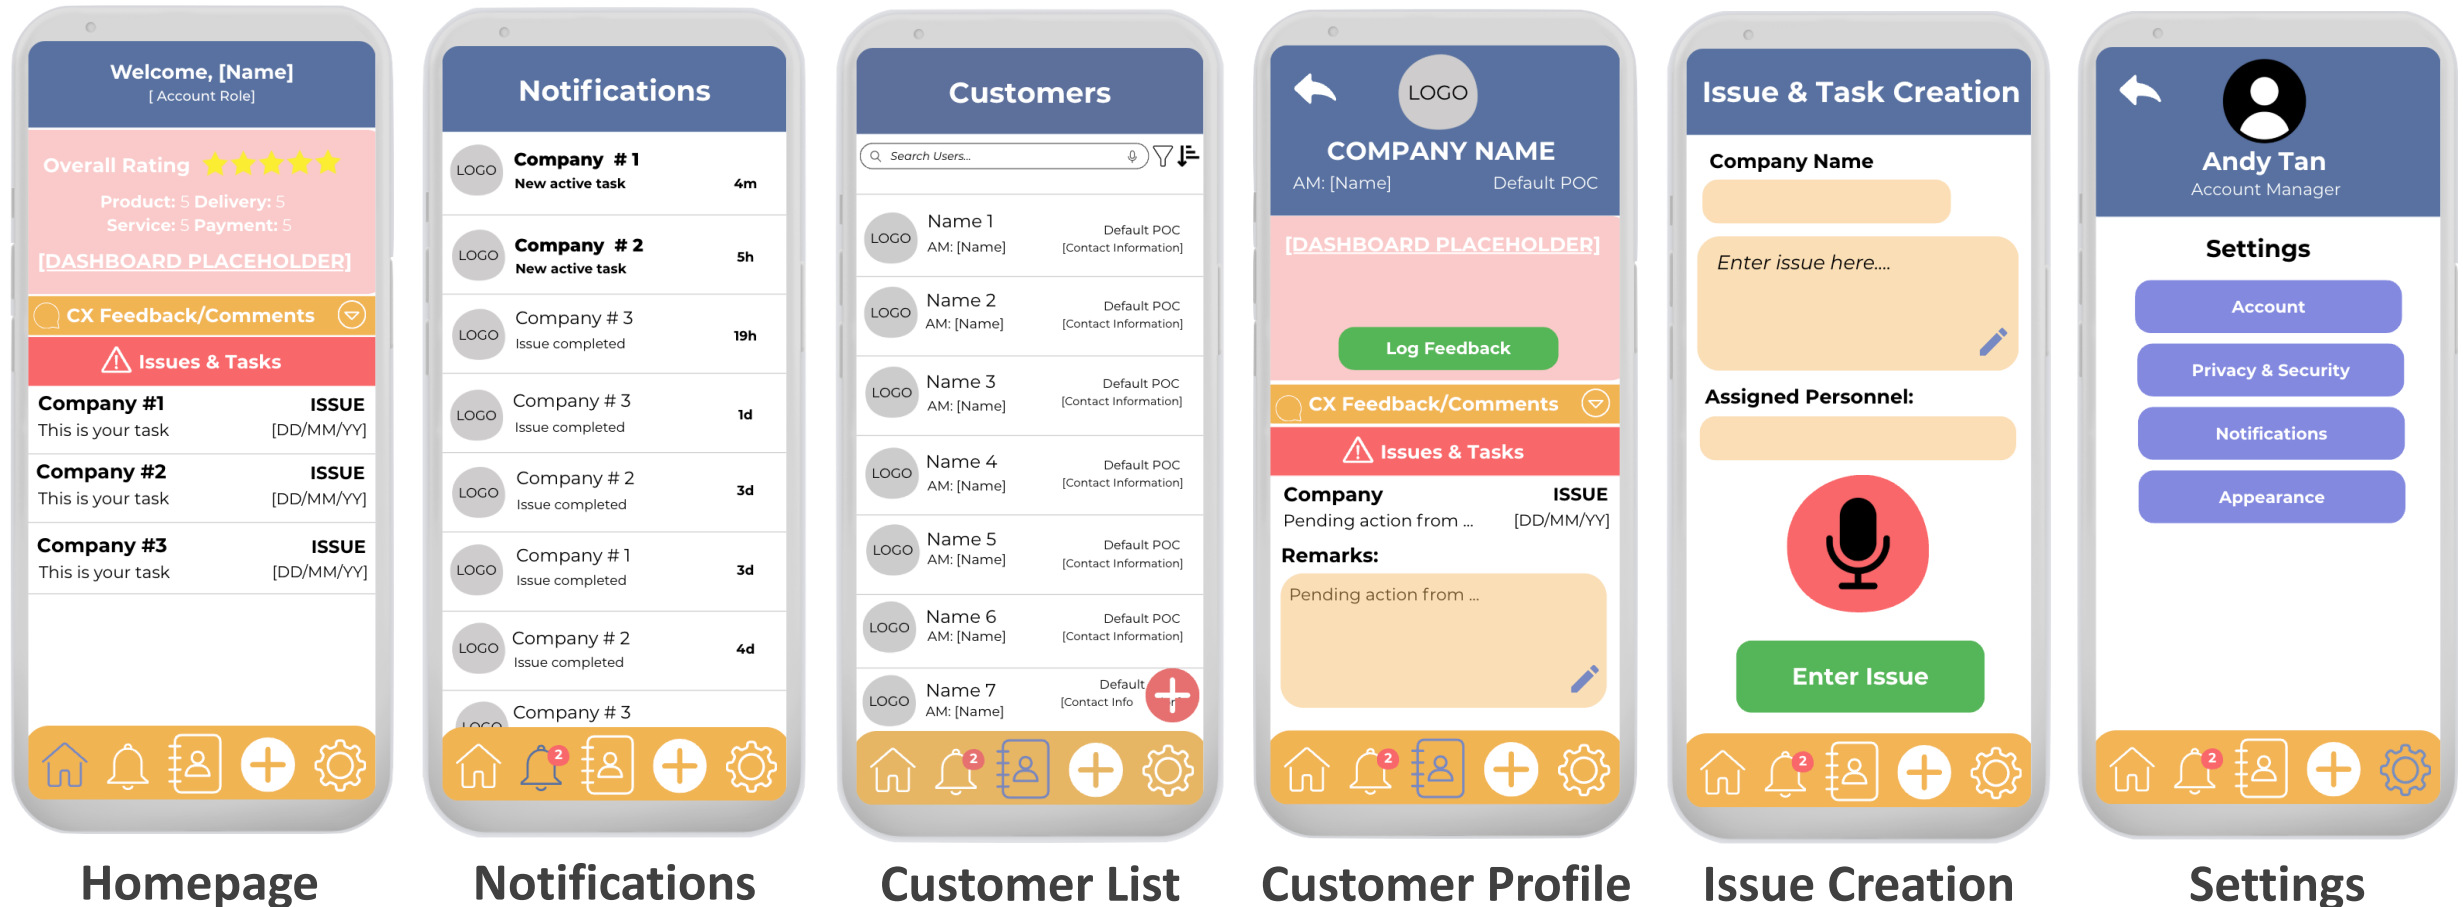 Welcome, [Name]
[ Account Role]
Overall Rating
Product: 5 Delivery: 5
Service: 5 Payment: 5
[DASHBOARD PLACEHOLDER]
CX Feedback/Comments
Issues & Tasks
Company #1 ISSUE
This is your task [DD/MM/YY]
Company #2 ISSUE
This is your task [DD/MM/YY]
Company #3 ISSUE
This is your task [DD/MM/YY]
Homepage
Notifications
LOGO Company # 1
New active task 4m
LOGO Company # 2
New active task 5h
LOGO Company # 3
Issue completed 19h
LOGO Company # 3
Issue completed 1d
LOGO Company # 2
Issue completed 3d
LOGO Company # 1
Issue completed 3d
LOGO Company # 2
Issue completed 4d
LOGO Company # 3
2
Notifications
Customers
Search Users...
LOGO Name 1 Default POC
AM: [Name] [Contact Information]
LOGO Name 2 Default POC
AM: [Name] [Contact Information]
LOGO Name 3 Default POC
AM: [Name] [Contact Information]
LOGO Name 4 Default POC
AM: [Name] [Contact Information]
LOGO Name 5 Default POC
AM: [Name] [Contact Information]
LOGO Name 6 Default POC
AM: [Name] [Contact Information]
LOGO Name 7 Default
AM: [Name] [Contact Info
2
Customer List
LOGO
COMPANY NAME
AM: [Name] Default POC
[DASHBOARD PLACEHOLDER]
Log Feedback
CX Feedback/Comments
Issues & Tasks
Company ISSUE
Pending action from ... [DD/MM/YY]
Remarks:
Pending action from ...
2
Customer Profile
Issue & Task Creation
Company Name
Enter issue here....
Assigned Personnel:
Enter Issue
2
Issue Creation
Andy Tan
Account Manager
Settings
Account
Privacy & Security
Notifications
Appearance
2
Settings